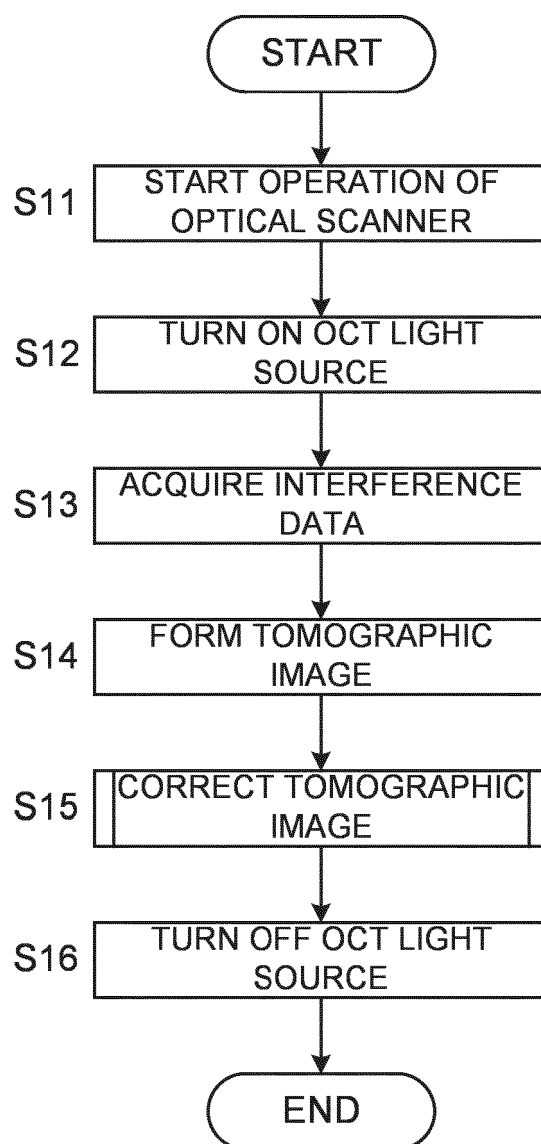 START
S11
START OPERATION OF
OPTICAL SCANNER
S12
TURN ON OCT LIGHT
SOURCE
S13
ACQUIRE INTERFERENCE
DATA
S14
FORM TOMOGRAPHIC
IMAGE
S15
CORRECT TOMOGRAPHIC
IMAGE
S16
TURN OFF OCT LIGHT
SOURCE
END